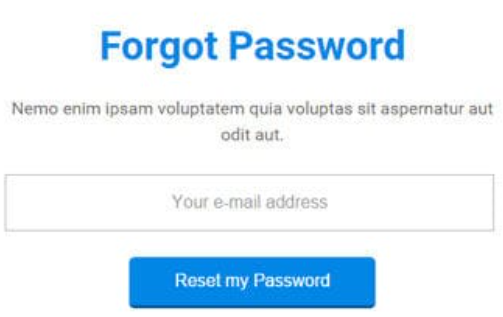 Forgot Password
Nemo enim ipsam voluptatem quia voluptas sit aspernatur aut
odit aut.
Your e-mail address
Reset my Password